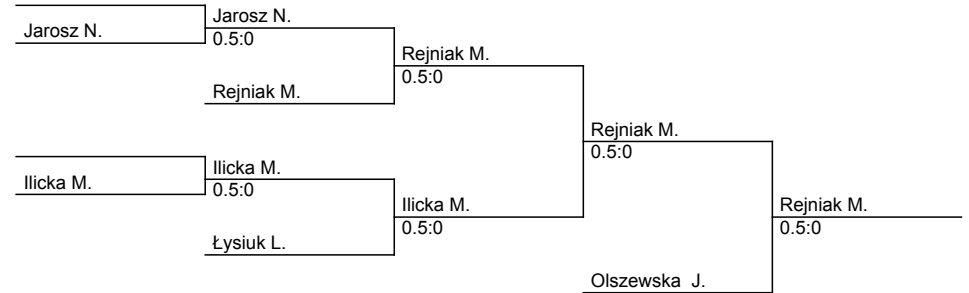 Jarosz N.
Jarosz N.
0.5:0
Rejniak M.
Rejniak M.
0.5:0
Rejniak M.
0.5:0
Ilicka M.
Ilicka M.
0.5:0
Ilicka M.
0.5:0
Łysiuk L.
Rejniak M.
0.5:0
Olszewska  J.